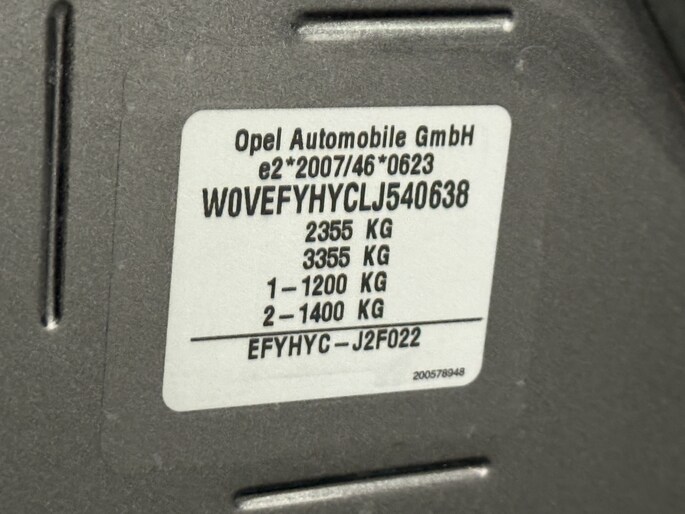 Opel Automobile GmbH
e2*2007/46*0623
W0VEFYHYCLJ540638
2355 KG
3355 KG
1-1200 KG
2-1400 KG
EFYHYC-J2F022
200578948